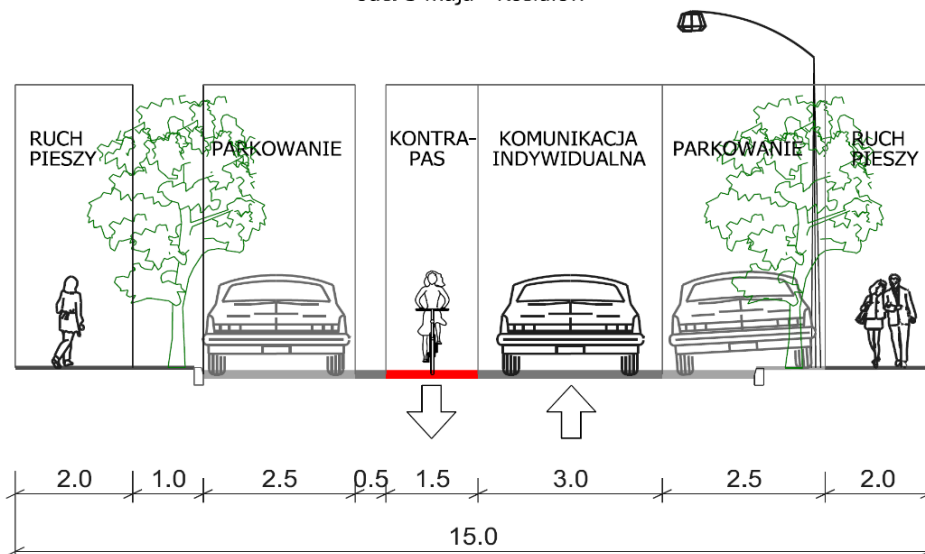 RUCH
PIESZY
PARKOWANIE
KONTRA-
PAS
KOMUNIKACJA
INDYWIDUALNA
PARKOWANIE
RUCH
PIESZY
2.0
1.0
2.5
0.5
1.5
3.0
2.5
2.0
15.0